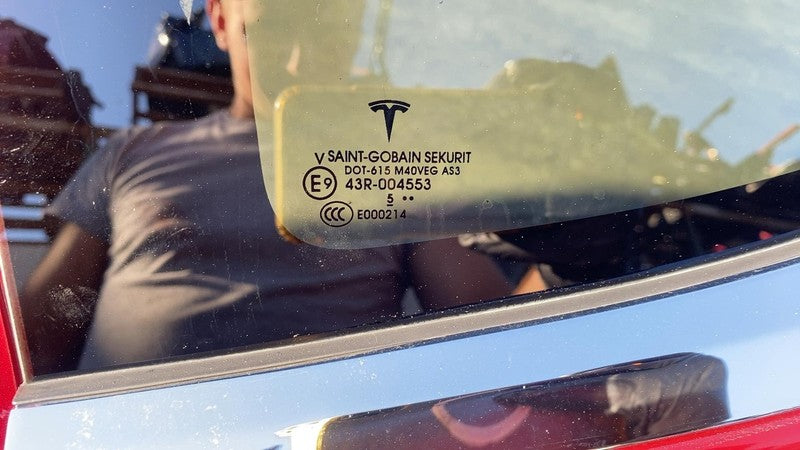 V SAINT-GOBAIN SEKURIT
DOT-615 M40VEG AS3
E9 43R-004553
5 ••
CCC E000214